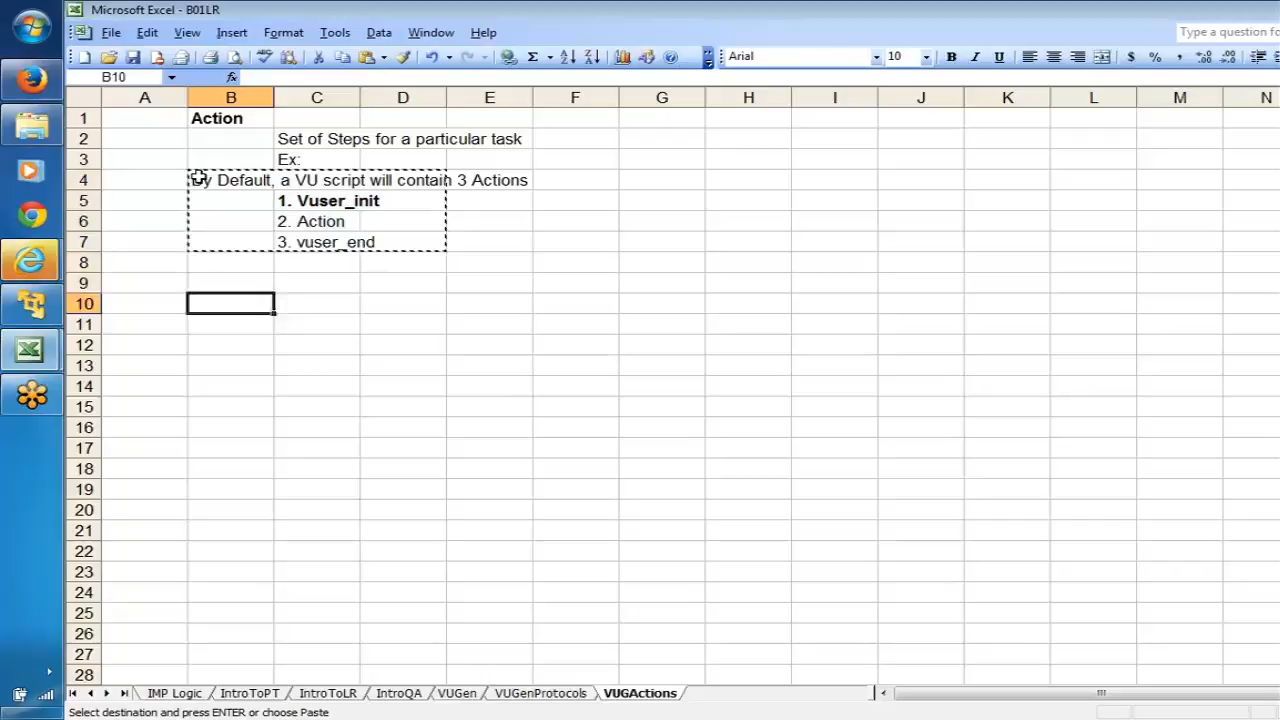 Microsoft Excel - B01LR
File Edit View Insert Format Tools Data Window Help
Type a question fo
Arial 10 B I U $ %
B10 fx
A B C D E F G H I J K L M N
1 Action
2 Set of Steps for a particular task
3 Ex:
4 By Default, a VU script will contain 3 Actions
5 1. Vuser_init
6 2. Action
7 3. vuser_end
8
9
10
11
12
13
14
15
16
17
18
19
20
21
22
23
24
25
26
27
28
IMP Logic IntroToPT IntroToLR IntroQA VUGen VUGenProtocols VUGActions
Select destination and press ENTER or choose Paste